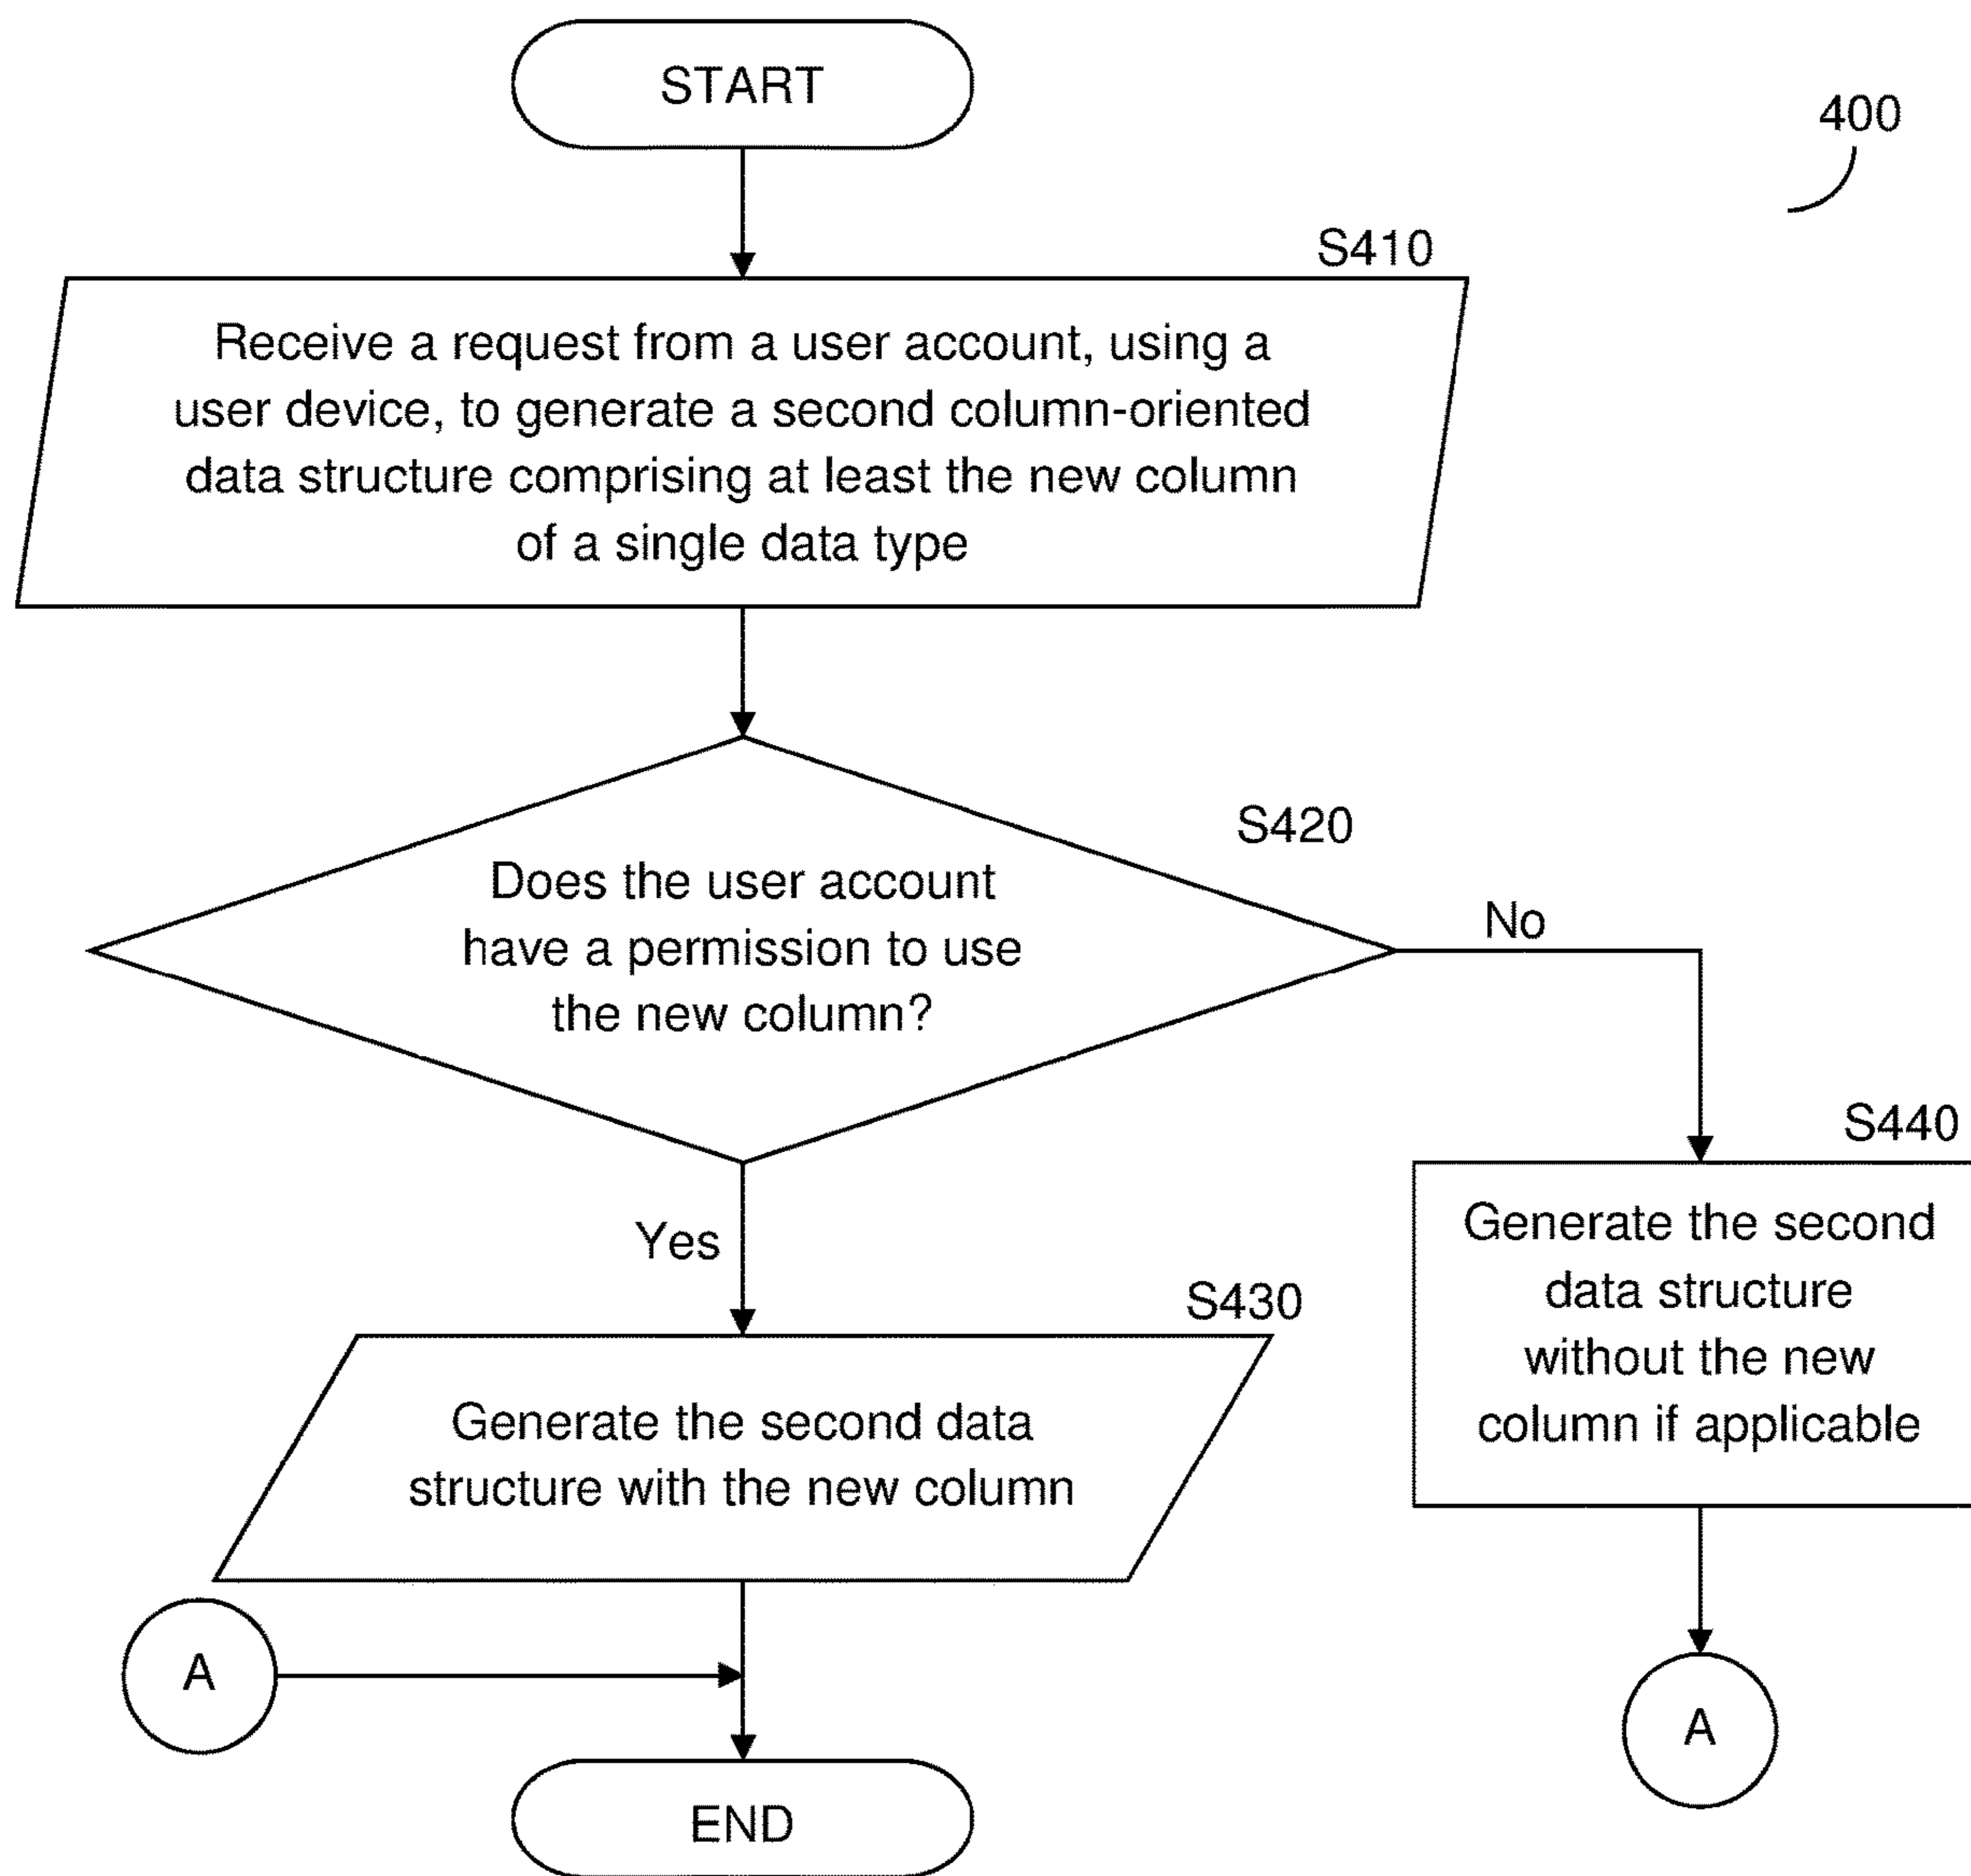 START
400
S410
Receive a request from a user account, using a
user device, to generate a second column-oriented
data structure comprising at least the new column
of a single data type
S420
Does the user account
have a permission to use
the new column?
No
Yes
S440
Generate the second
data structure
without the new
column if applicable
S430
Generate the second data
structure with the new column
A
A
END